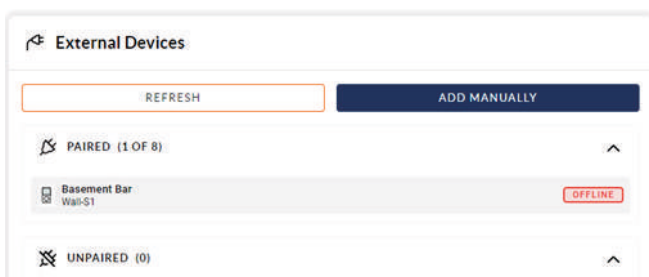 External Devices
REFRESH
ADD MANUALLY
PAIRED (1 OF 8)
Basement Bar
Wall-S1
OFFLINE
UNPAIRED (0)